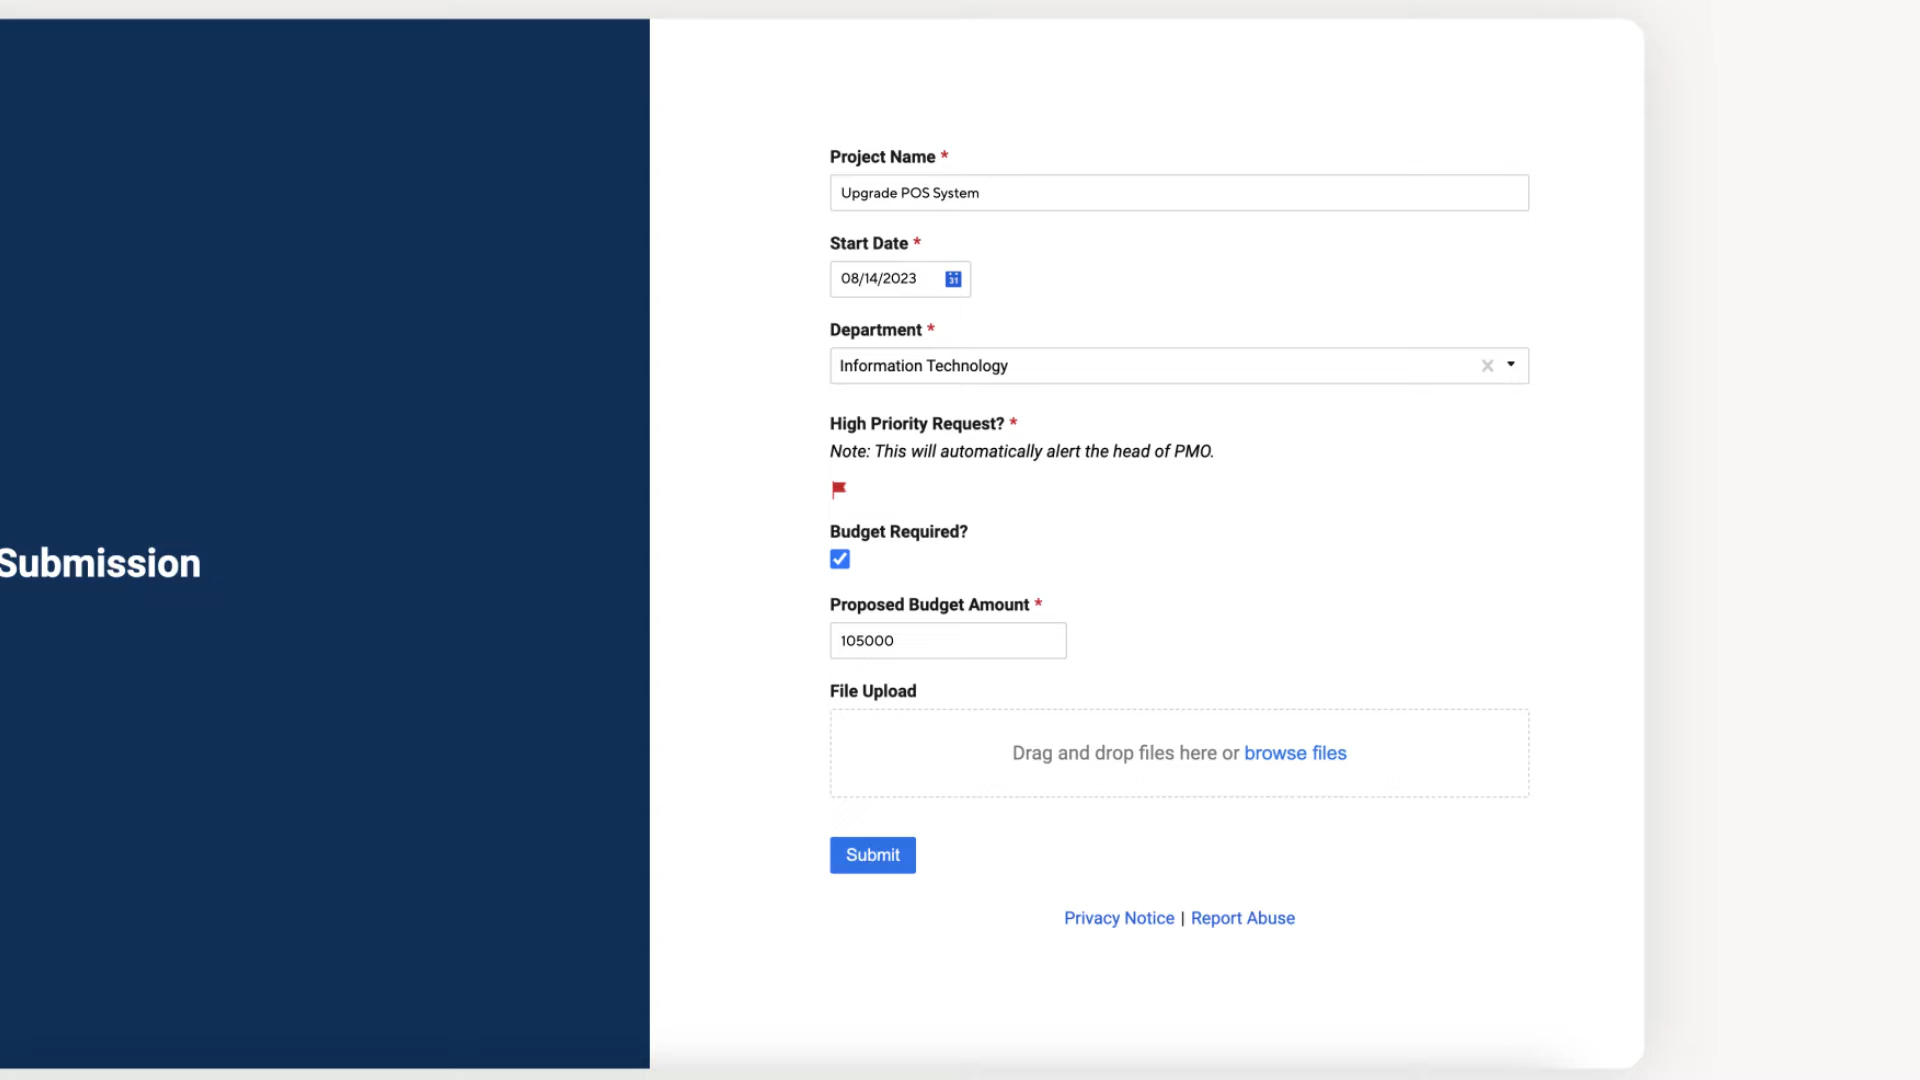 Submission
Project Name *
Upgrade POS System
Start Date *
08/14/2023
31
Department *
Information Technology
High Priority Request? *
Note: This will automatically alert the head of PMO.
Budget Required?
Proposed Budget Amount *
105000
File Upload
Drag and drop files here or browse files
Submit
Privacy Notice | Report Abuse